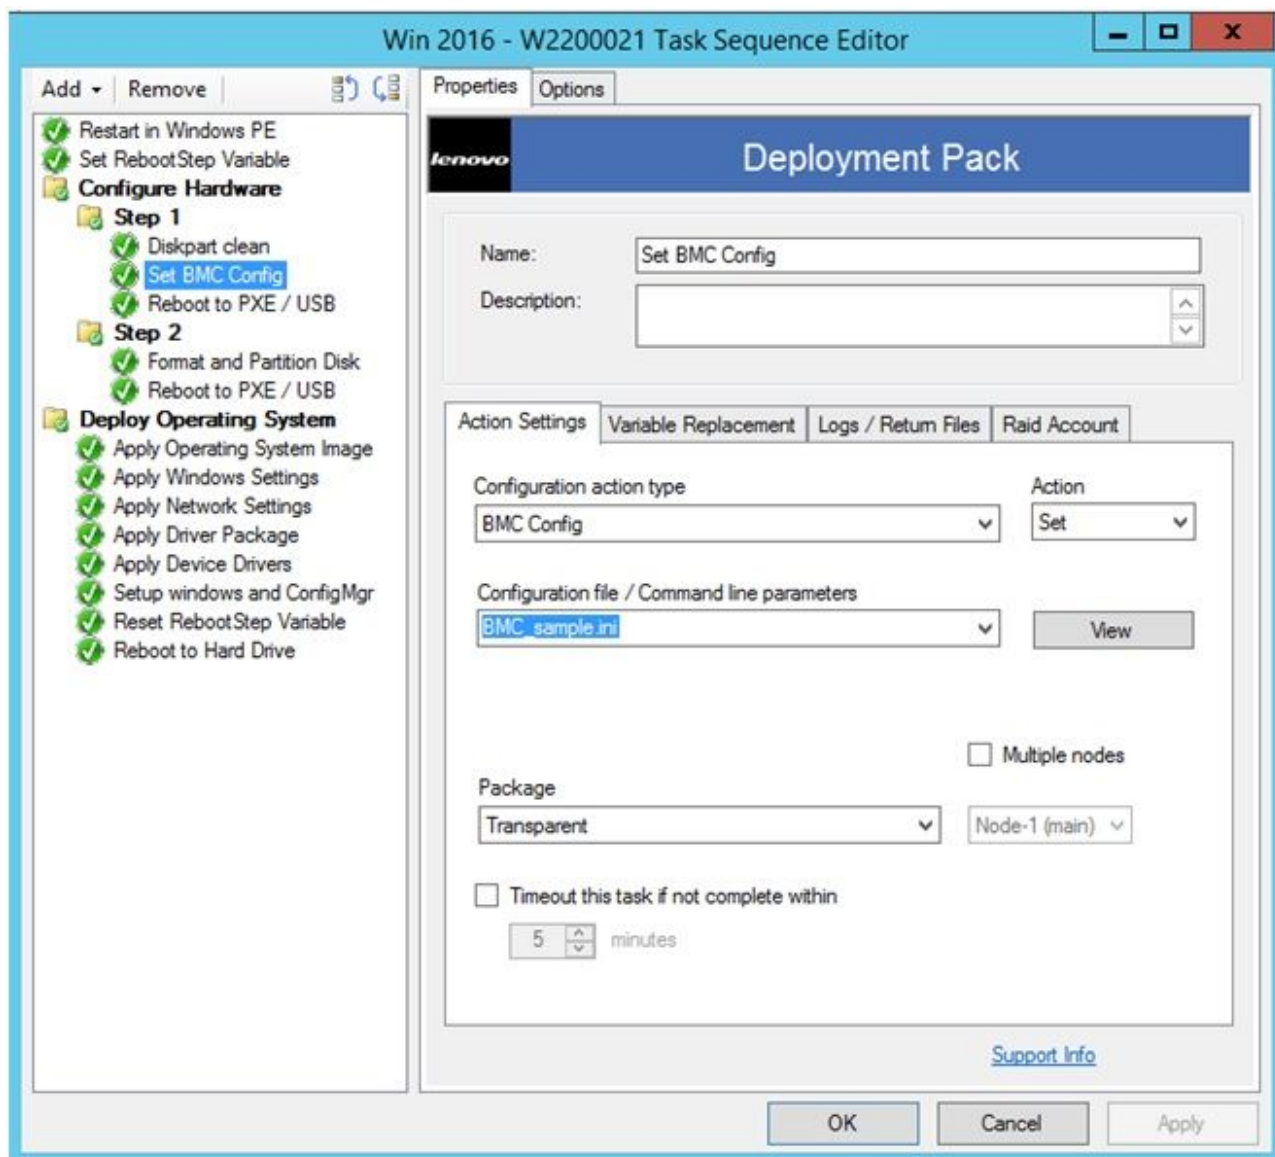 Win 2016 - W2200021 Task Sequence Editor
Add
Remove
Restart in Windows PE
Set RebootStep Variable
Configure Hardware
Step 1
Diskpart clean
Set BMC Config
Reboot to PXE / USB
Step 2
Format and Partition Disk
Reboot to PXE / USB
Deploy Operating System
Apply Operating System Image
Apply Windows Settings
Apply Network Settings
Apply Driver Package
Apply Device Drivers
Setup windows and ConfigMgr
Reset RebootStep Variable
Reboot to Hard Drive
Properties
Options
lenovo
Deployment Pack
Name:
Set BMC Config
Description:
Action Settings
Variable Replacement
Logs / Return Files
Raid Account
Configuration action type
Action
BMC Config
Set
Configuration file / Command line parameters
BMC_sample.ini
View
Multiple nodes
Package
Transparent
Node-1 (main)
Timeout this task if not complete within
5
minutes
Support Info
OK
Cancel
Apply